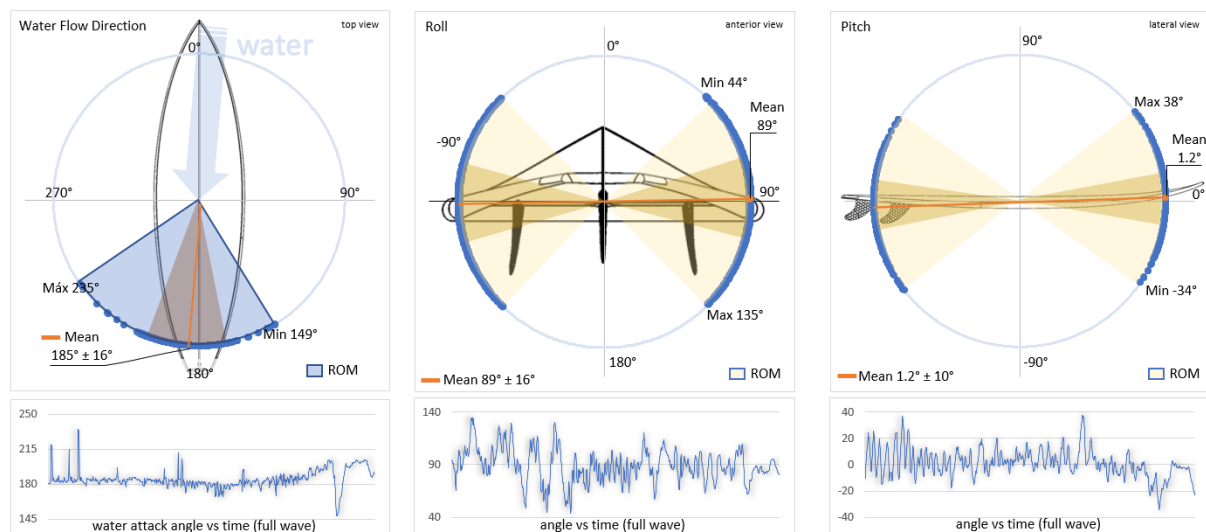 Water Flow Direction
top view
water
0°
270°
90°
Máx 235°
Min 149°
Mean
185° ± 16°
180°
ROM
250
215
180
145
water attack angle vs time (full wave)
Roll
anterior view
0°
Min 44°
Mean
89°
-90°
90°
Max 135°
180°
Mean 89° ± 16°
ROM
140
90
40
angle vs time (full wave)
Pitch
lateral view
90°
Max 38°
Mean
1.2°
0°
Min -34°
-90°
Mean 1.2° ± 10°
ROM
40
20
0
-20
-40
angle vs time (full wave)